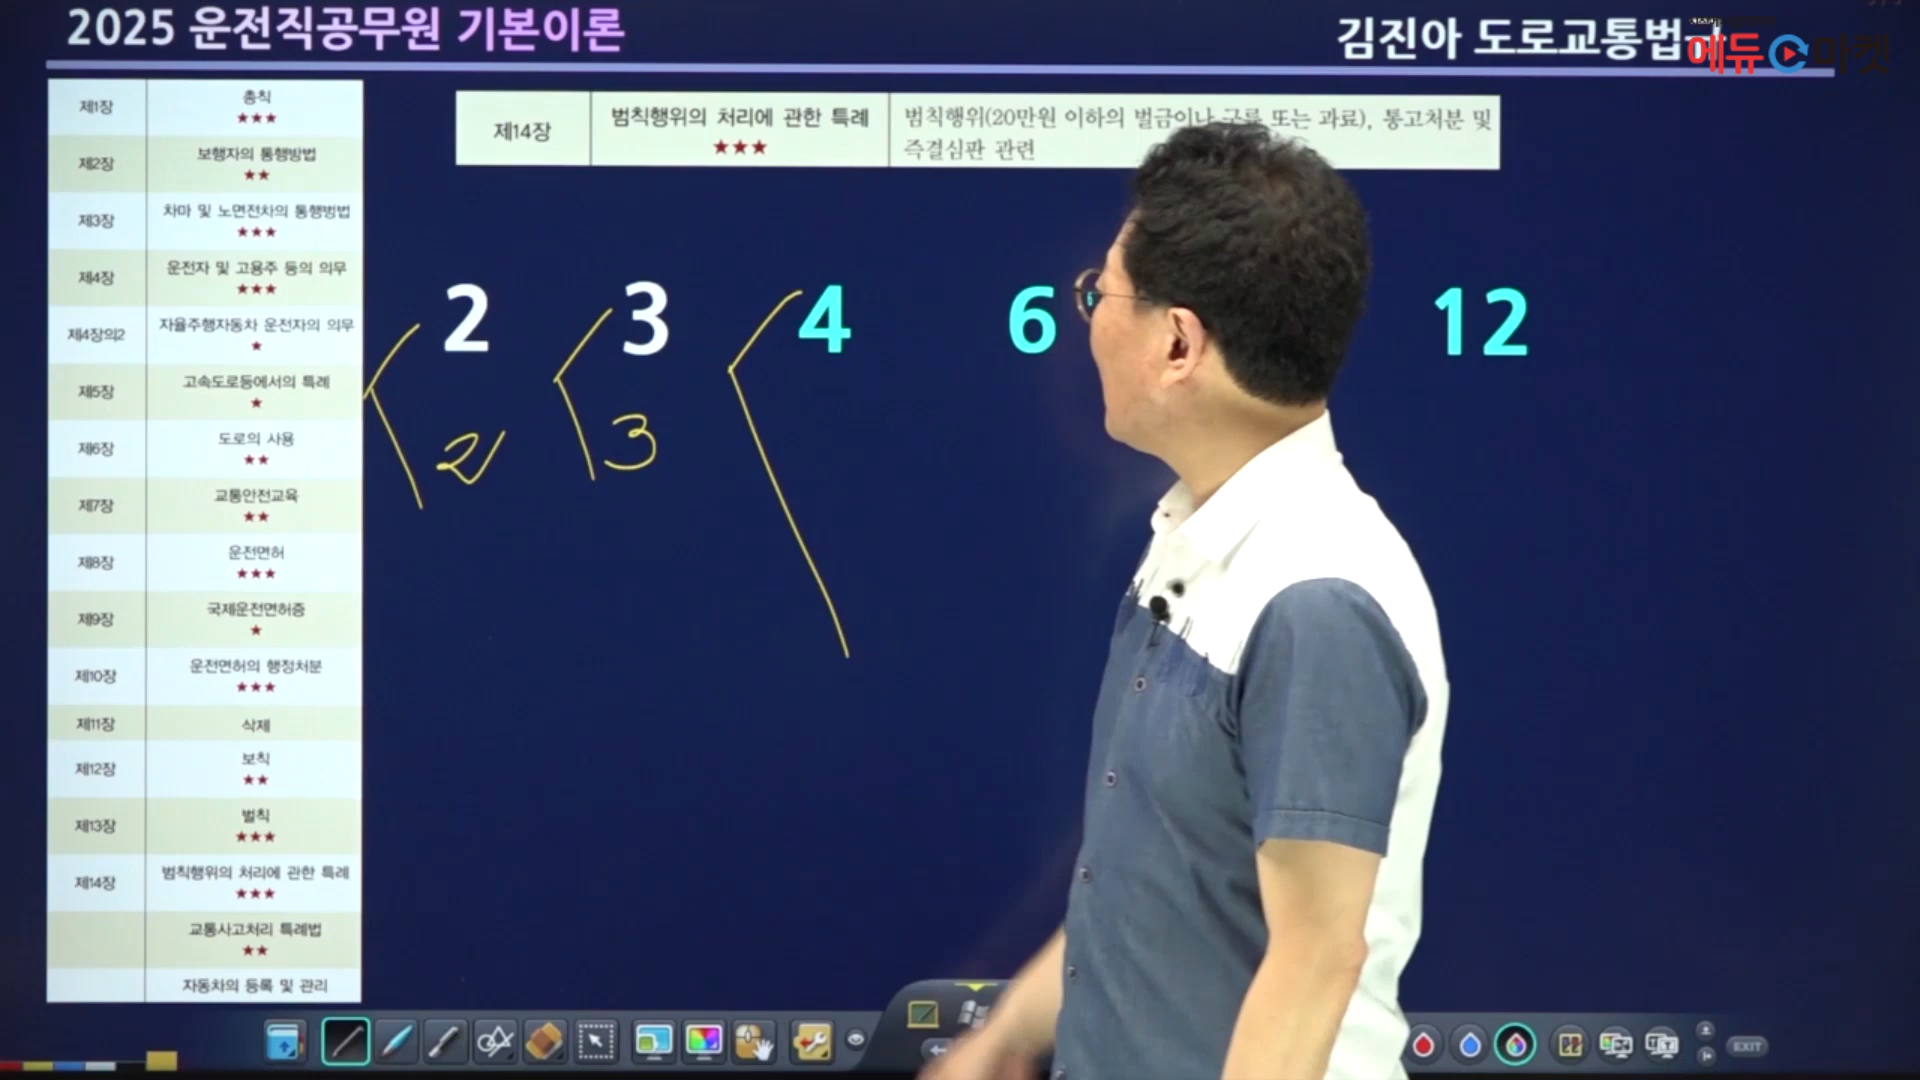 2025 운전직공무원 기본이론
김진아 도로교통법
에듀 마켓
제1장 총칙 ★★★
제2장 보행자의 통행방법 ★★
제3장 차마 및 노면전차의 통행방법 ★★★
제4장 운전자 및 고용주 등의 의무 ★★★
제4장의2 자율주행자동차 운전자의 의무 ★
제5장 고속도로등에서의 특례 ★
제6장 도로의 사용 ★★
제7장 교통안전교육 ★★
제8장 운전면허 ★★★
제9장 국제운전면허증 ★
제10장 운전면허의 행정처분 ★★★
제11장 삭제
제12장 보칙 ★★
제13장 벌칙 ★★★
제14장 범칙행위의 처리에 관한 특례 ★★★
교통사고처리 특례법 ★★
자동차의 등록 및 관리
제14장 범칙행위의 처리에 관한 특례 ★★★
범칙행위(20만원 이하의 벌금이나 구류 또는 과료), 통고처분 및
즉결심판 관련
2 3 4 6 12
2 3
EXIT